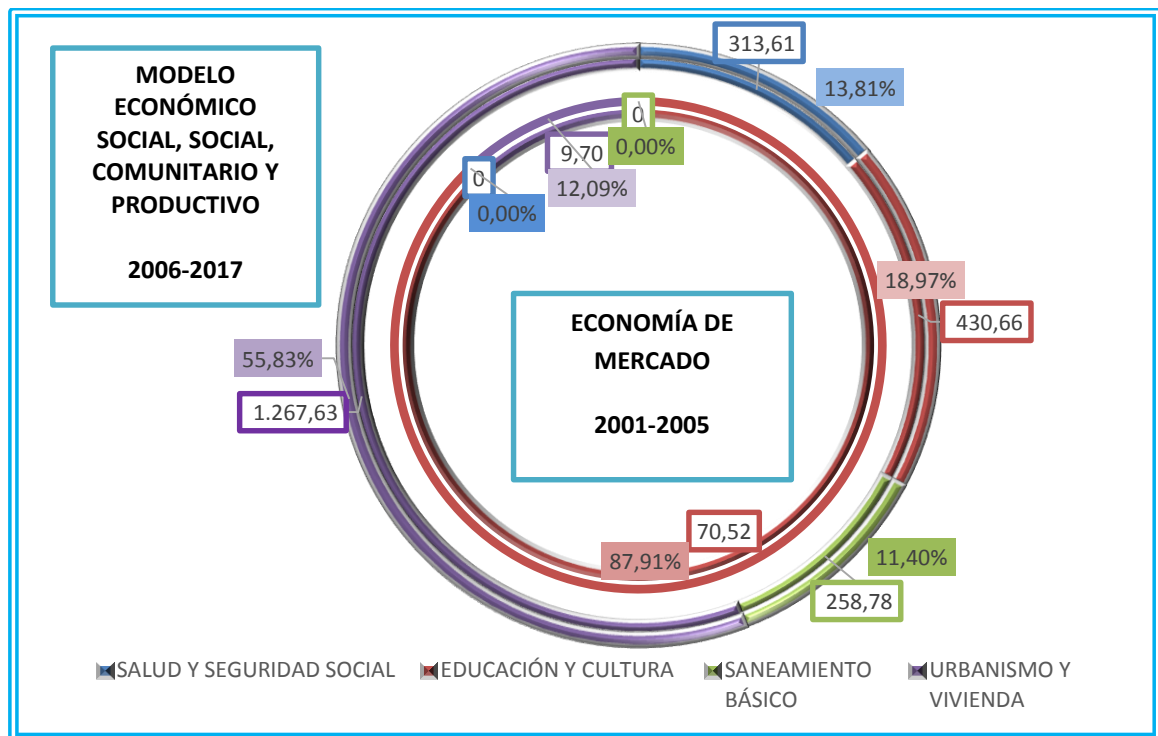 MODELO
ECONÓMICO
SOCIAL, SOCIAL,
COMUNITARIO Y
PRODUCTIVO
2006-2017
313,61
13,81%
0
0,00%
9,70
12,09%
0
0,00%
18,97%
430,66
ECONOMÍA DE
MERCADO
2001-2005
55,83%
1.267,63
70,52
87,91%
11,40%
258,78
SALUD Y SEGURIDAD SOCIAL
EDUCACIÓN Y CULTURA
SANEAMIENTO
BÁSICO
URBANISMO Y
VIVIENDA